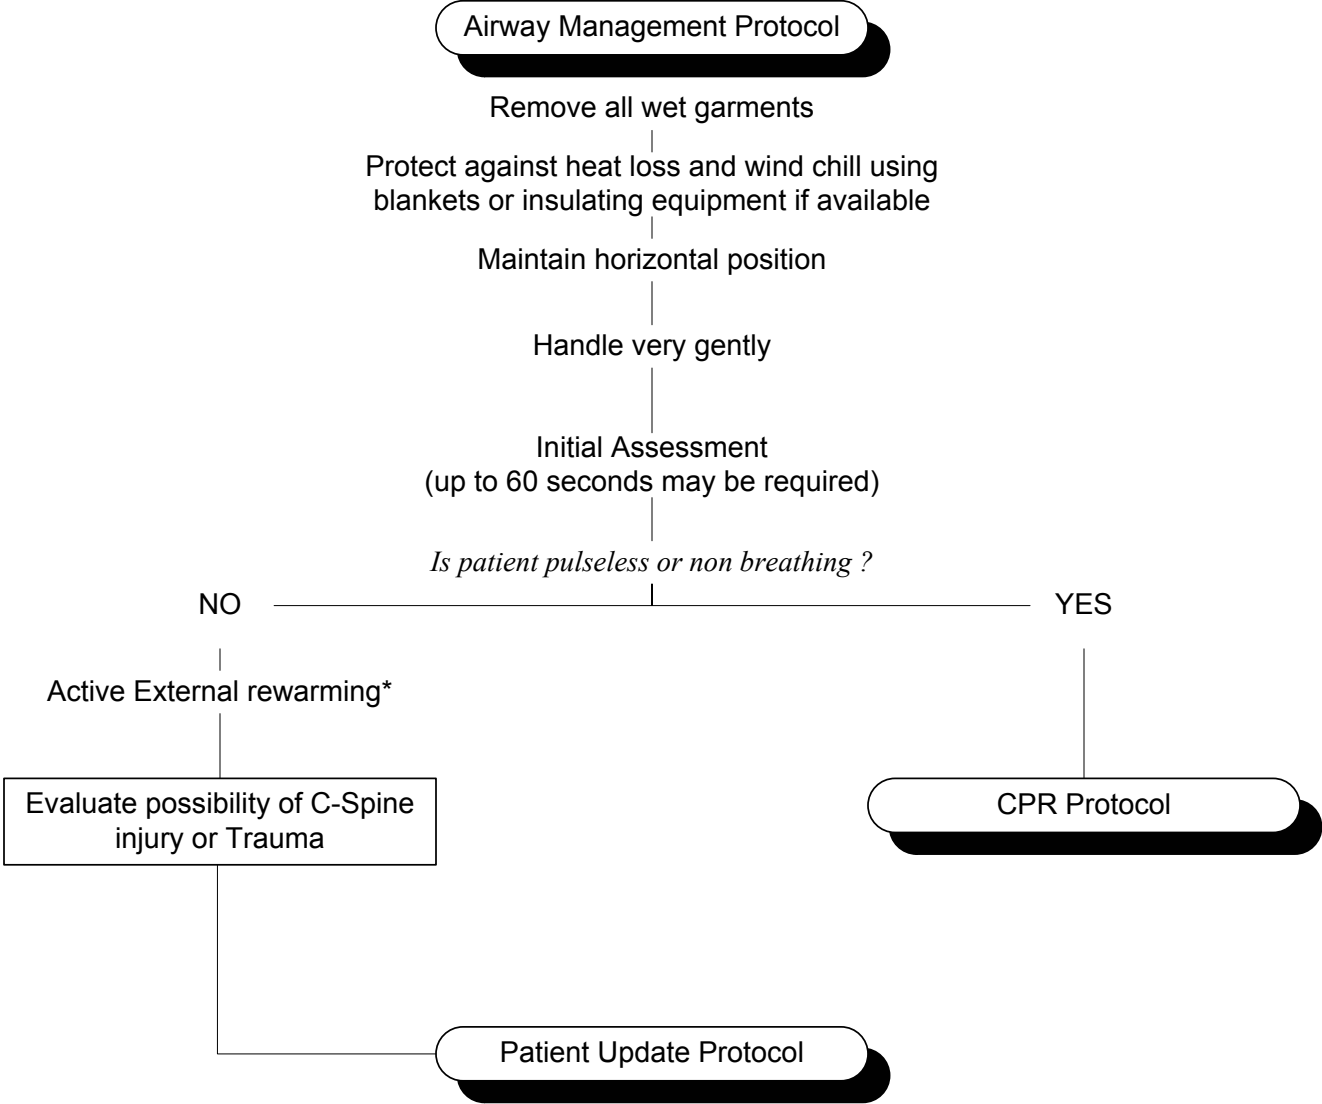 Airway Management Protocol
Remove all wet garments
Protect against heat loss and wind chill using
blankets or insulating equipment if available
Maintain horizontal position
Handle very gently
Initial Assessment
(up to 60 seconds may be required)
Is patient pulseless or non breathing ?
NO
YES
Active External rewarming*
Evaluate possibility of C-Spine
injury or Trauma
CPR Protocol
Patient Update Protocol